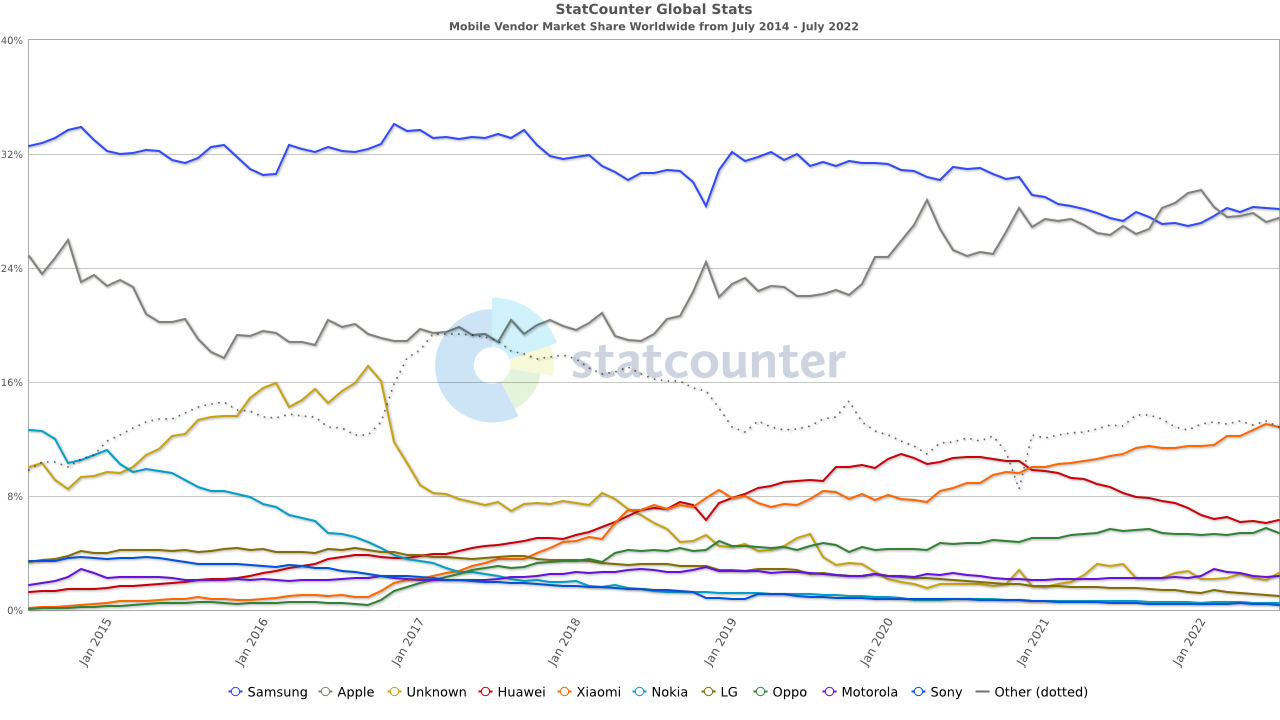 StatCounter Global Stats
Mobile Vendor Market Share Worldwide from July 2014 - July 2022
40%
32%
24%
statcounter
16%
8%
0%
Jan 2015 Jan 2016 Jan 2017 Jan 2018 Jan 2019 Jan 2020 Jan 2021 Jan 2022
Samsung Apple Unknown Huawei Xiaomi Nokia LG Oppo Motorola Sony Other (dotted)